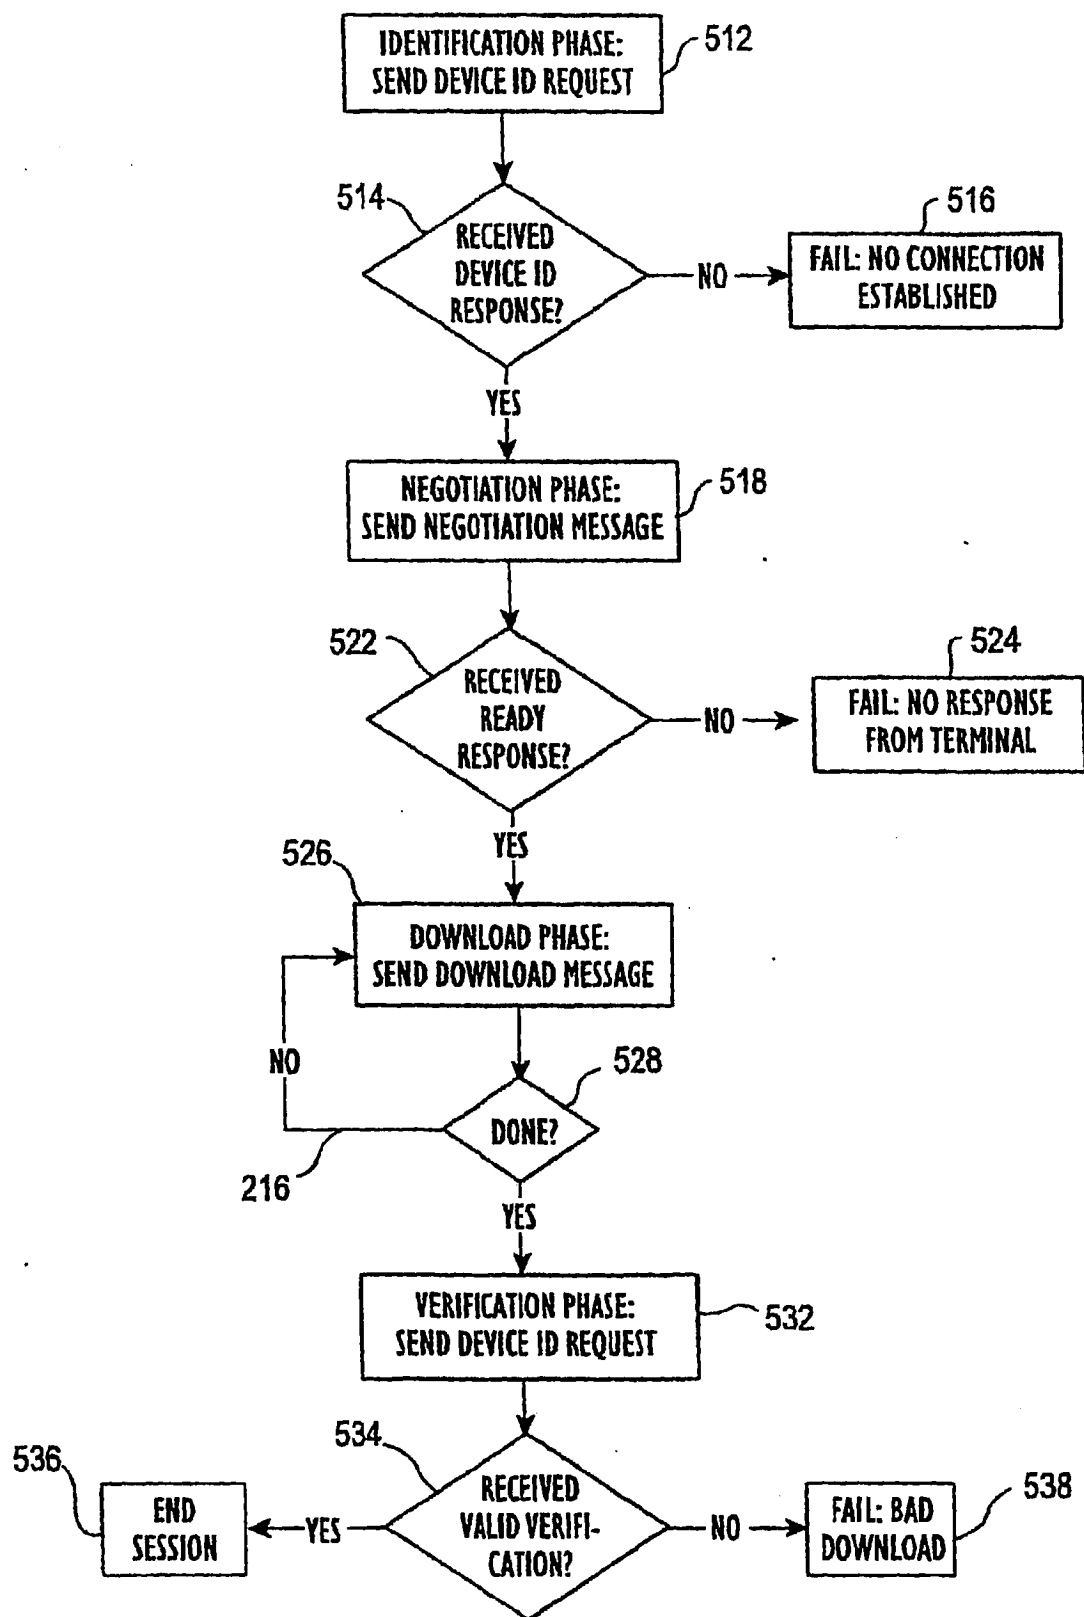 IDENTIFICATION PHASE:
SEND DEVICE ID REQUEST
512
514
RECEIVED
DEVICE ID
RESPONSE?
NO
516
FAIL: NO CONNECTION
ESTABLISHED
YES
NEGOTIATION PHASE:
SEND NEGOTIATION MESSAGE
518
522
RECEIVED
READY
RESPONSE?
NO
524
FAIL: NO RESPONSE
FROM TERMINAL
YES
526
DOWNLOAD PHASE:
SEND DOWNLOAD MESSAGE
NO
528
DONE?
216
YES
VERIFICATION PHASE:
SEND DEVICE ID REQUEST
532
534
RECEIVED
VALID VERIFI-
CATION?
536
END
SESSION
YES
NO
538
FAIL: BAD
DOWNLOAD